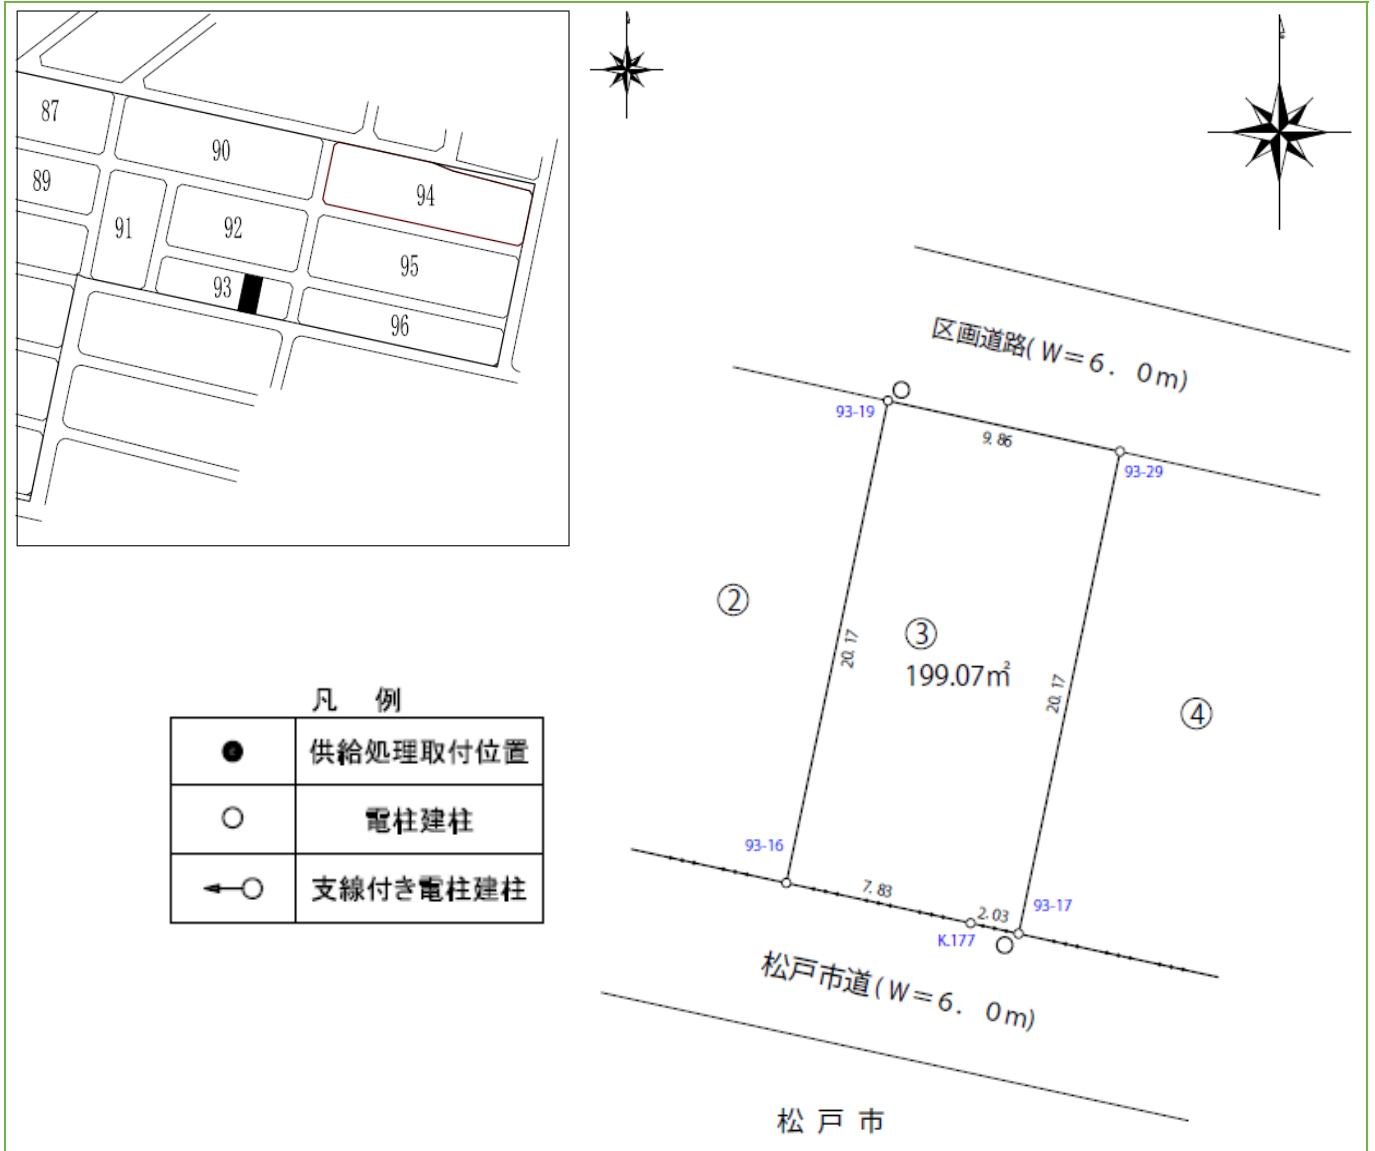 87
90
94
89
91
92
95
93
96
区画道路(W=6.0m)
93-19
9.86
93-29
②
③
20.17
199.07㎡
20.17
④
凡 例
供給処理取付位置
電柱建柱
支線付き電柱建柱
93-16
7.83
2.03
93-17
K.177
松戸市道(W=6.0m)
松戸市